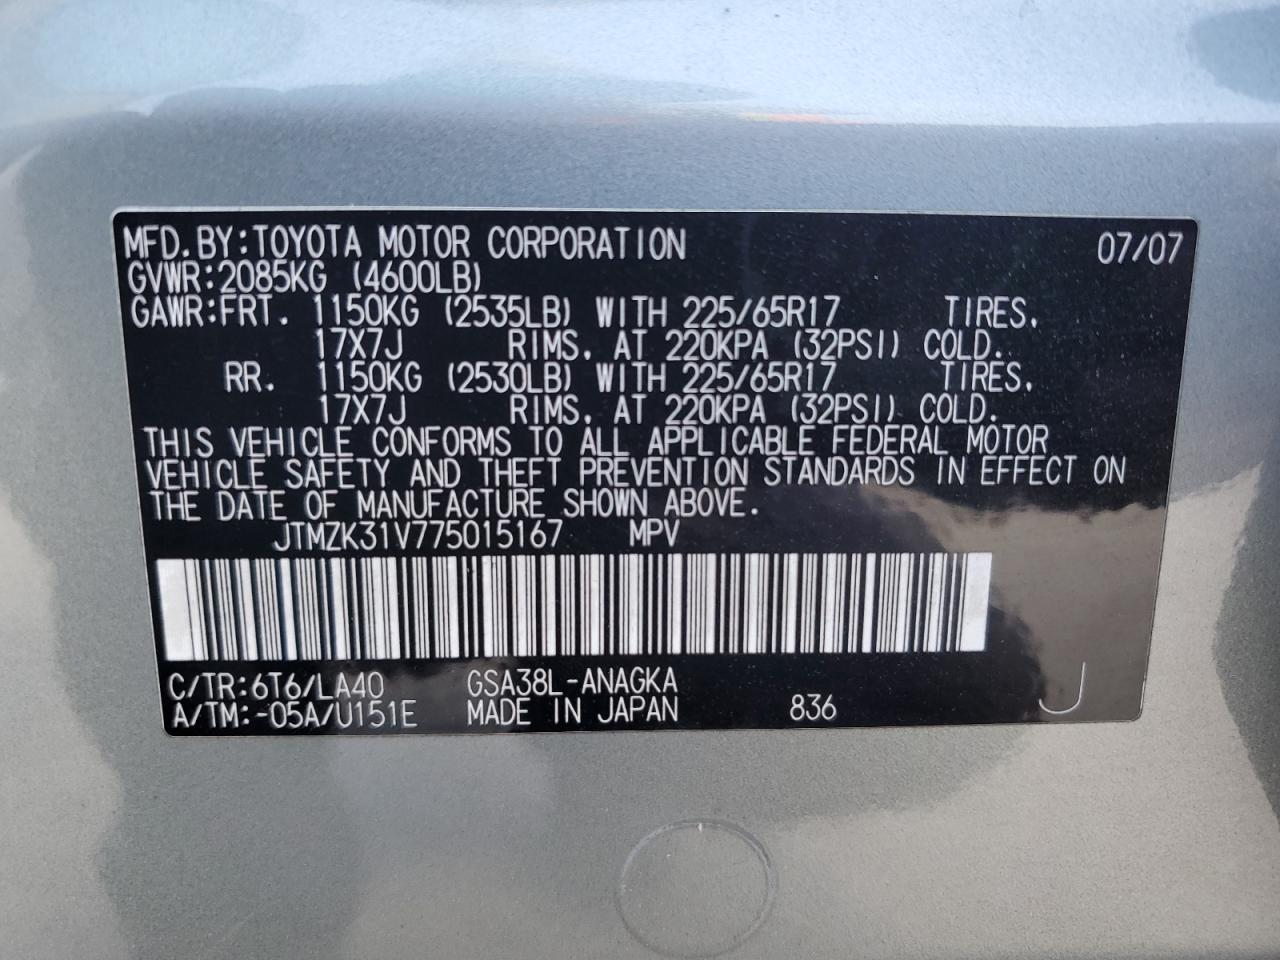 MFD.BY:TOYOTA MOTOR CORPORATION 07/07
GVWR:2085KG (4600LB)
GAWR:FRT. 1150KG (2535LB) WITH 225/65R17 TIRES.
17X7J RIMS. AT 220KPA (32PSI) COLD.
RR. 1150KG (2530LB) WITH 225/65R17 TIRES.
17X7J RIMS. AT 220KPA (32PSI) COLD.
THIS VEHICLE CONFORMS TO ALL APPLICABLE FEDERAL MOTOR
VEHICLE SAFETY AND THEFT PREVENTION STANDARDS IN EFFECT ON
THE DATE OF MANUFACTURE SHOWN ABOVE.
JTMZK31V775015167 MPV
C/TR:6T6/LA40 GSA38L-ANAGKA
A/TM:-05A/U151E MADE IN JAPAN 836 J